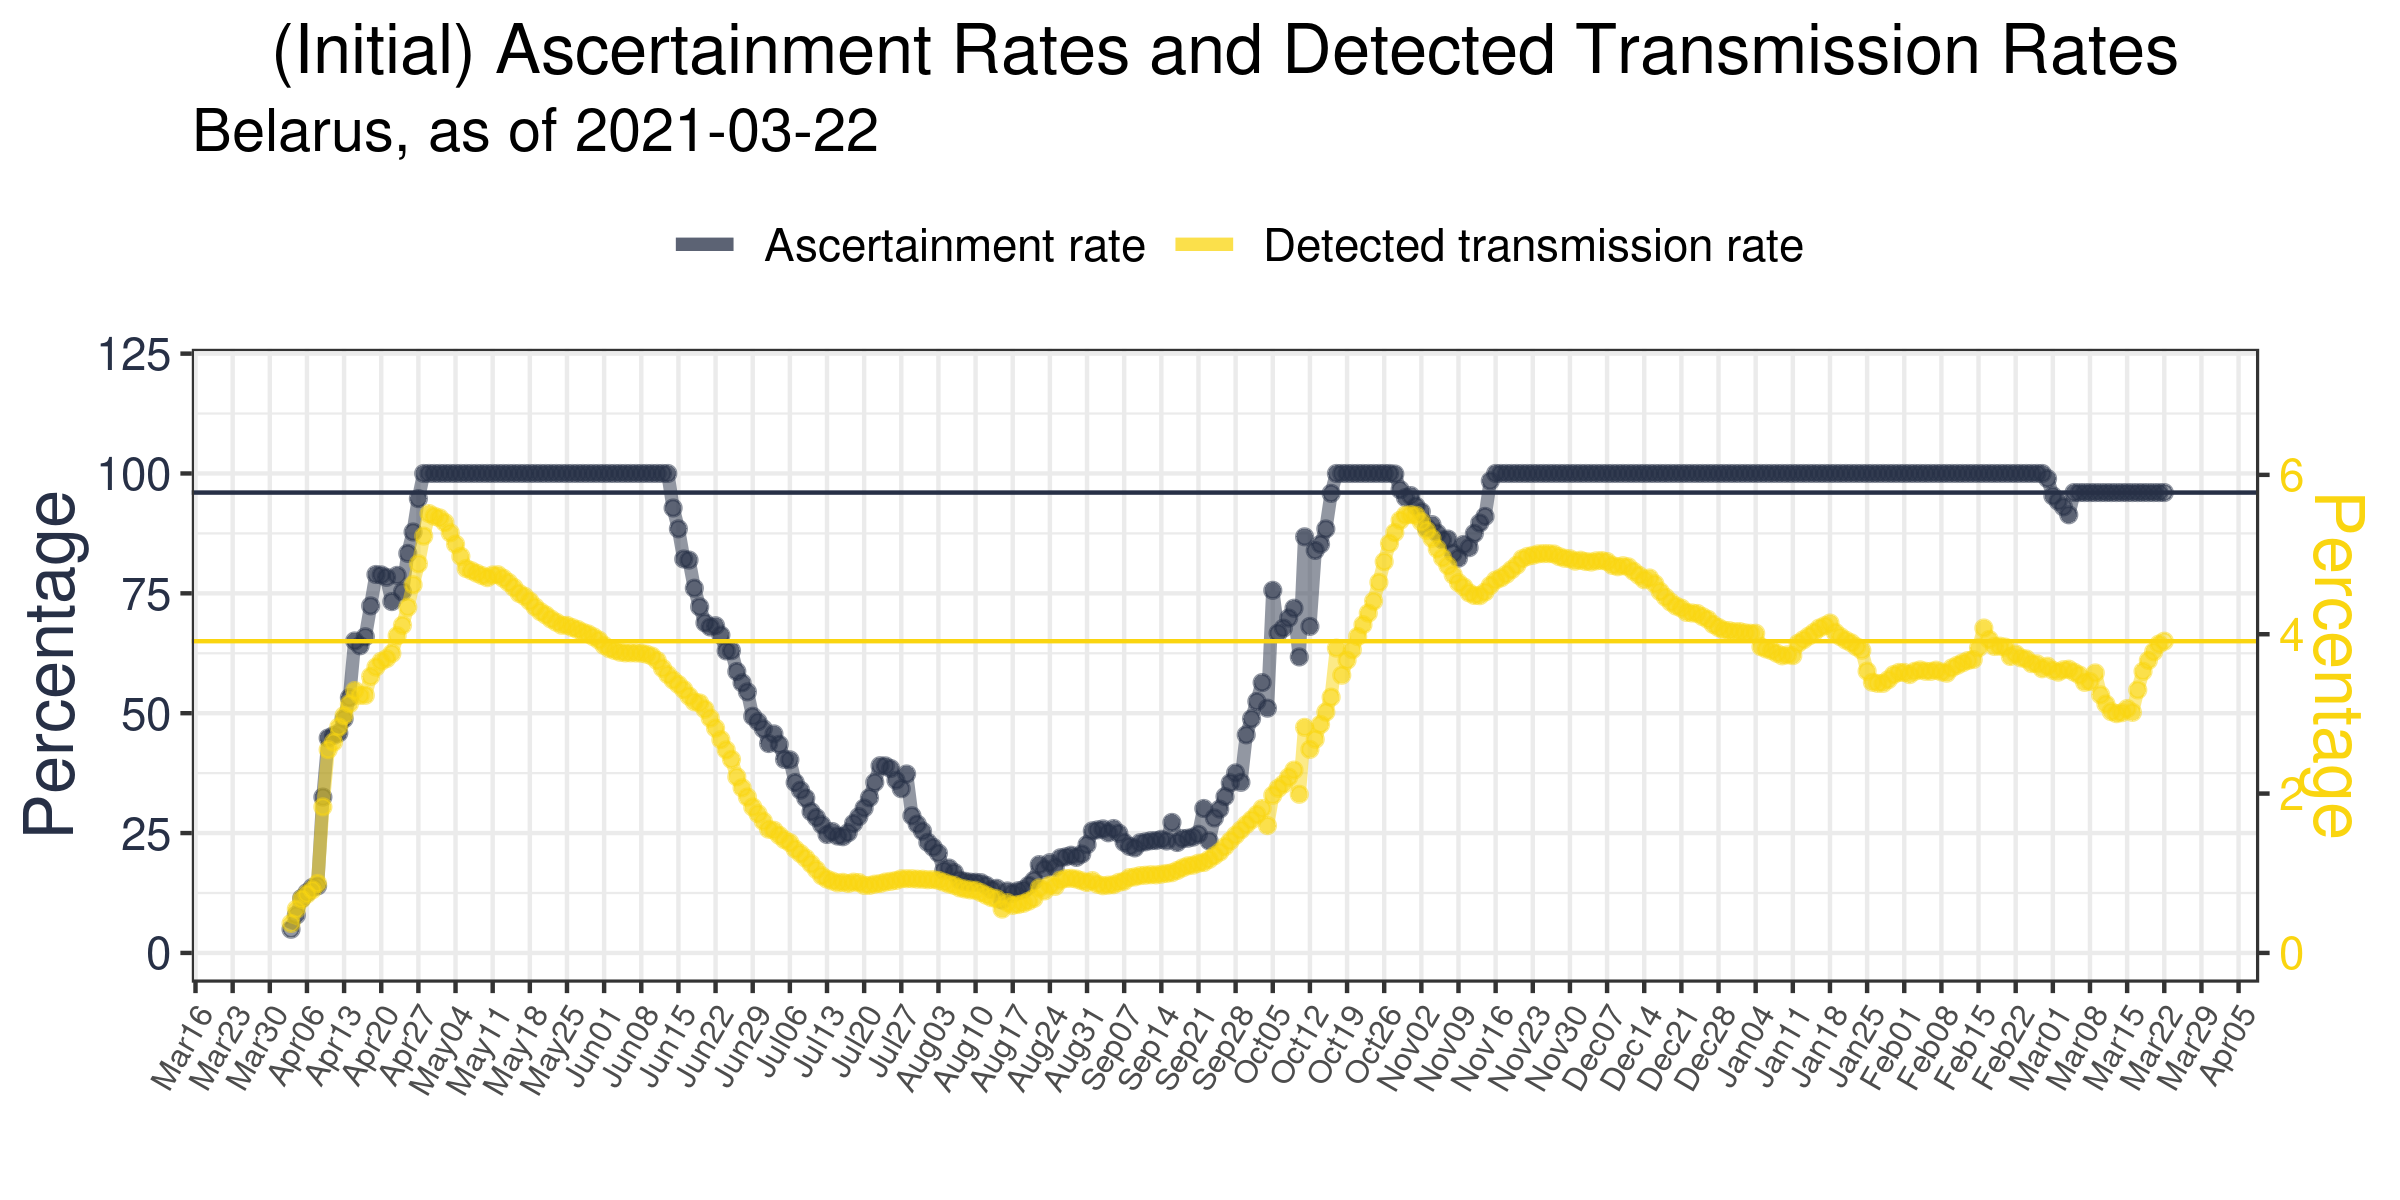 (Initial) Ascertainment Rates and Detected Transmission Rates
Belarus, as of 2021-03-22
Ascertainment rate
Detected transmission rate
Percentage
125
100
75
50
25
0
6
4
2
0
Percentage
Mar16
Mar23
Mar30
Apr06
Apr13
Apr20
Apr27
May04
May11
May18
May25
Jun01
Jun08
Jun15
Jun22
Jun29
Jul06
Jul13
Jul20
Jul27
Aug03
Aug10
Aug17
Aug24
Aug31
Sep07
Sep14
Sep21
Sep28
Oct05
Oct12
Oct19
Oct26
Nov02
Nov09
Nov16
Nov23
Nov30
Dec07
Dec14
Dec21
Dec28
Jan04
Jan11
Jan18
Jan25
Feb01
Feb08
Feb15
Feb22
Mar01
Mar08
Mar15
Mar22
Mar29
Apr05